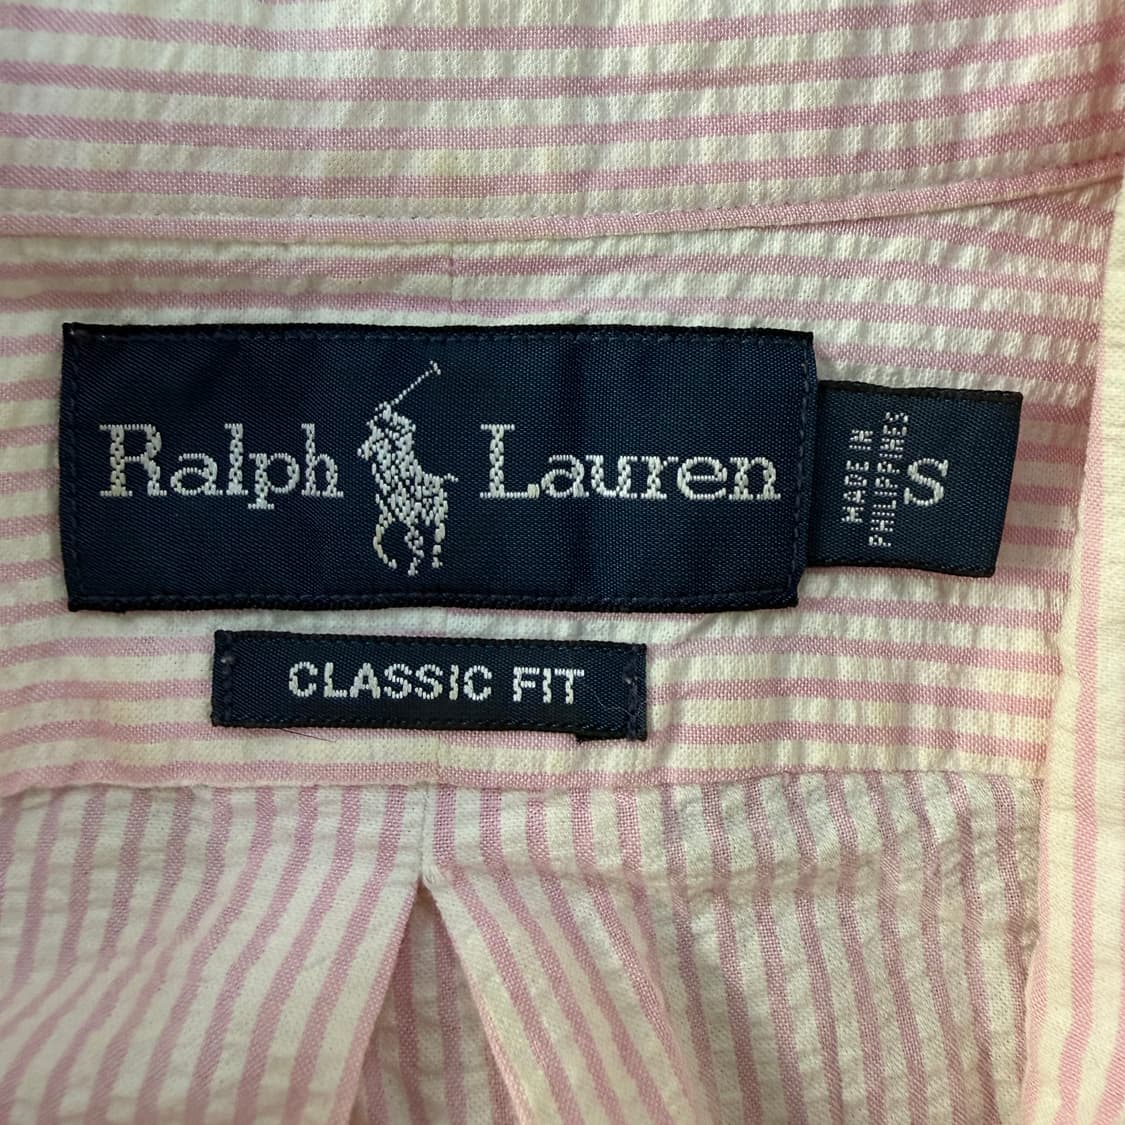 Ralph Lauren
MADE IN
PHILIPPINES
S
CLASSIC FIT